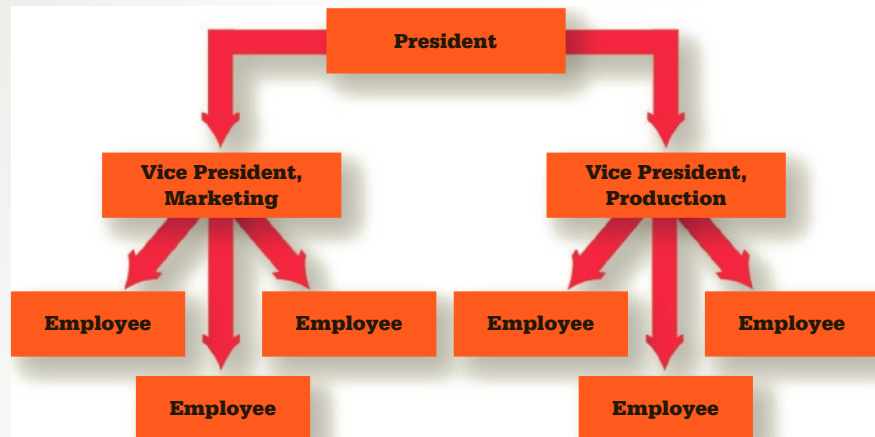 President
Vice President,
Marketing
Vice President,
Production
Employee
Employee
Employee
Employee
Employee
Employee